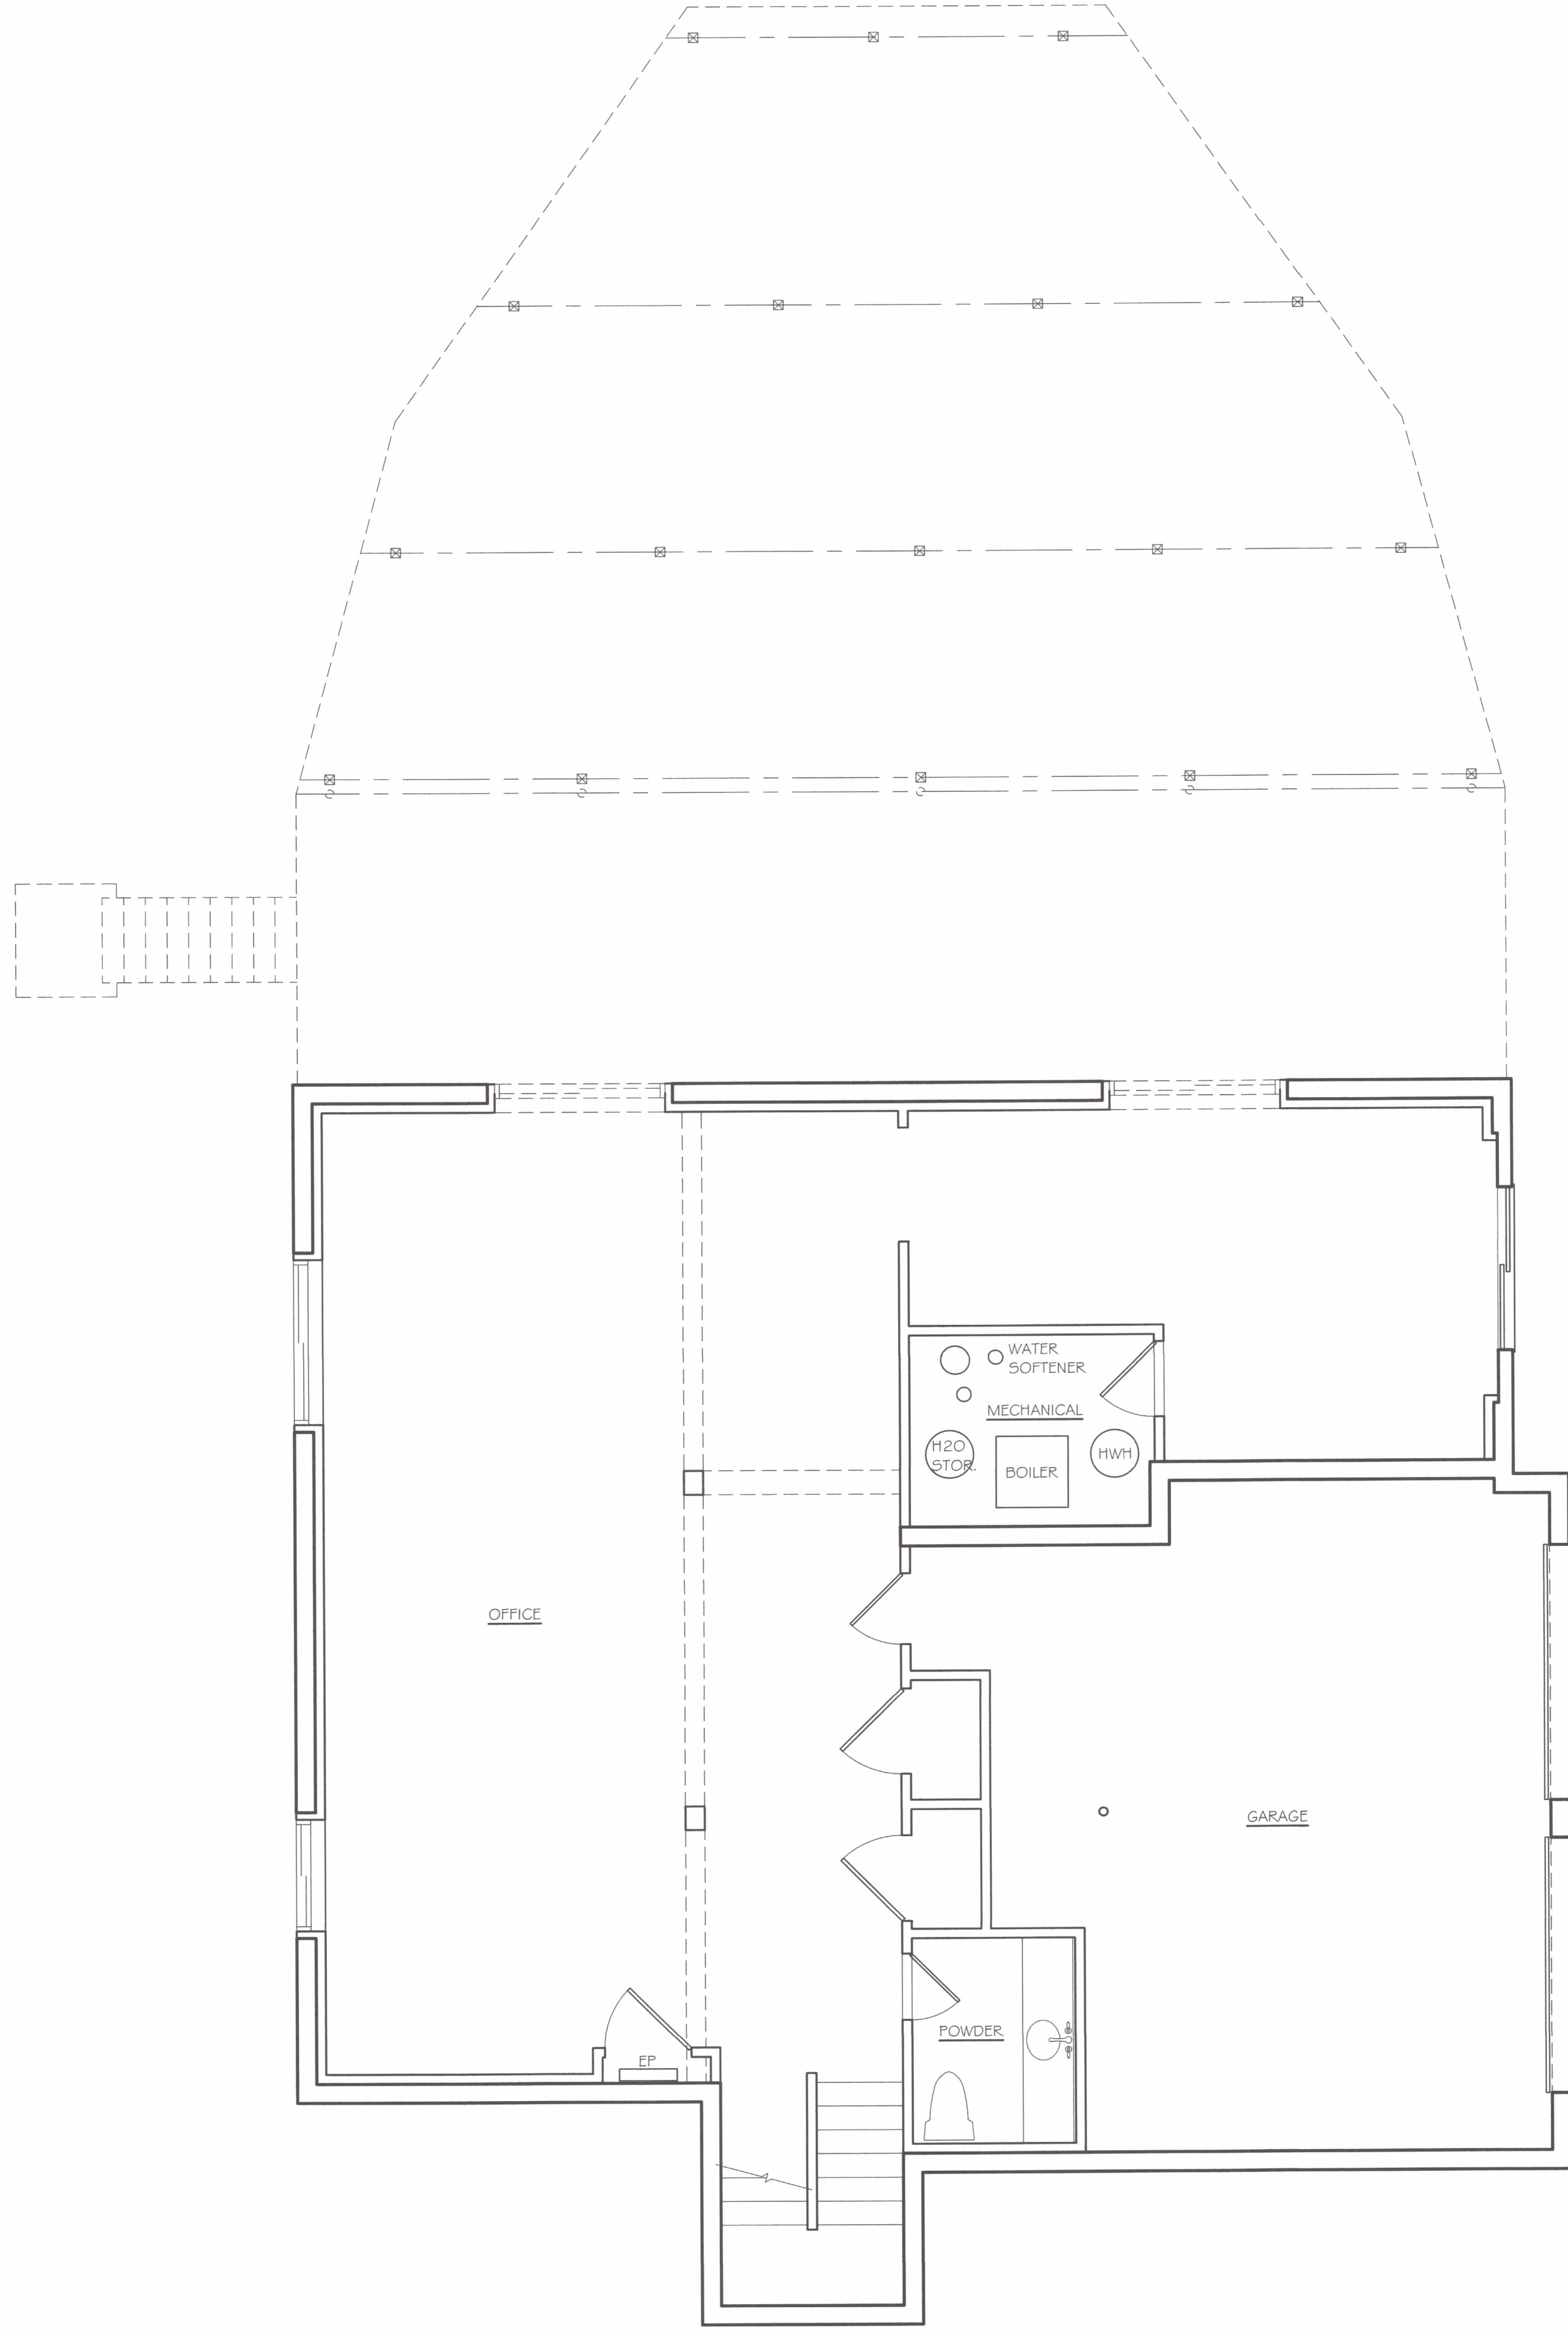 WATER
SOFTENER
MECHANICAL
H2O
STOR.
BOILER
HWH
OFFICE
GARAGE
POWDER
EP